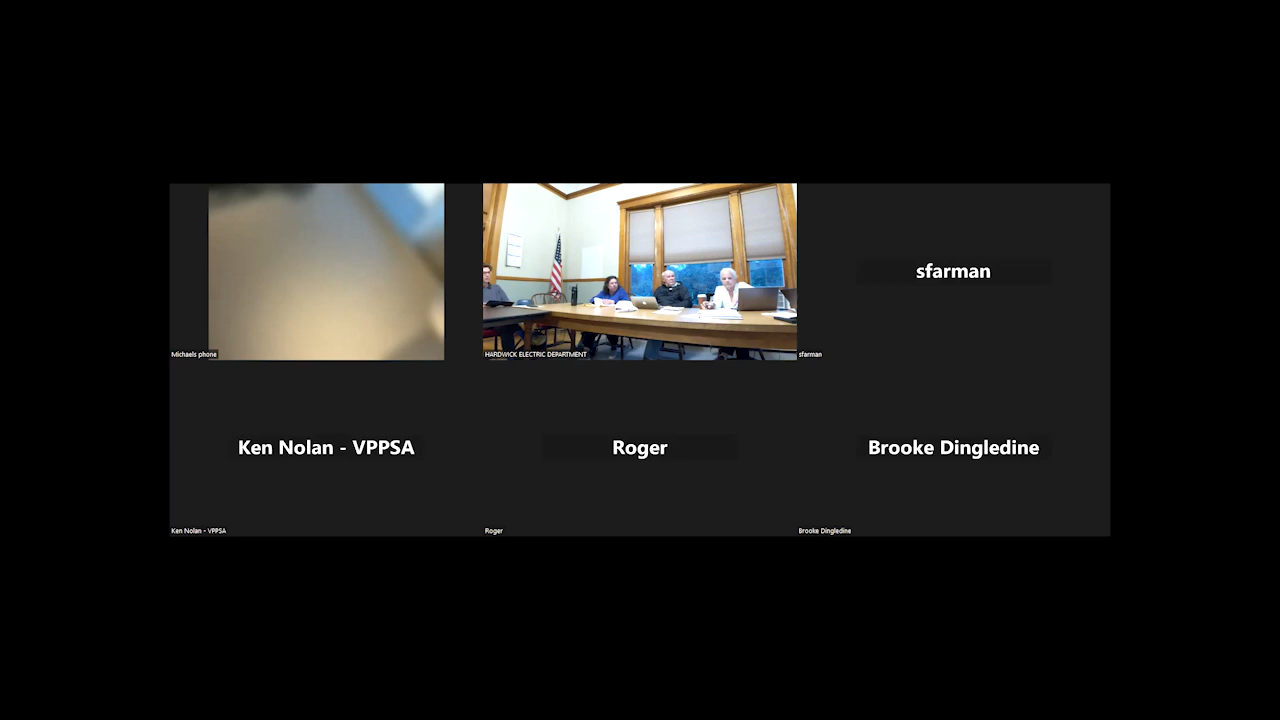 sfarman
Michaels phone
HARDWICK ELECTRIC DEPARTMENT
sfarman
Ken Nolan - VPPSA
Roger
Brooke Dingledine
Ken Nolan - VPPSA
Roger
Brooke Dingledine